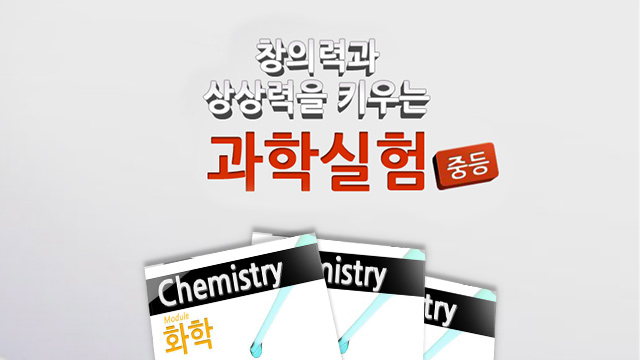 창의력과
상상력을 키우는
과학실험 중등
Chemistry
Module
화학
mistry
try